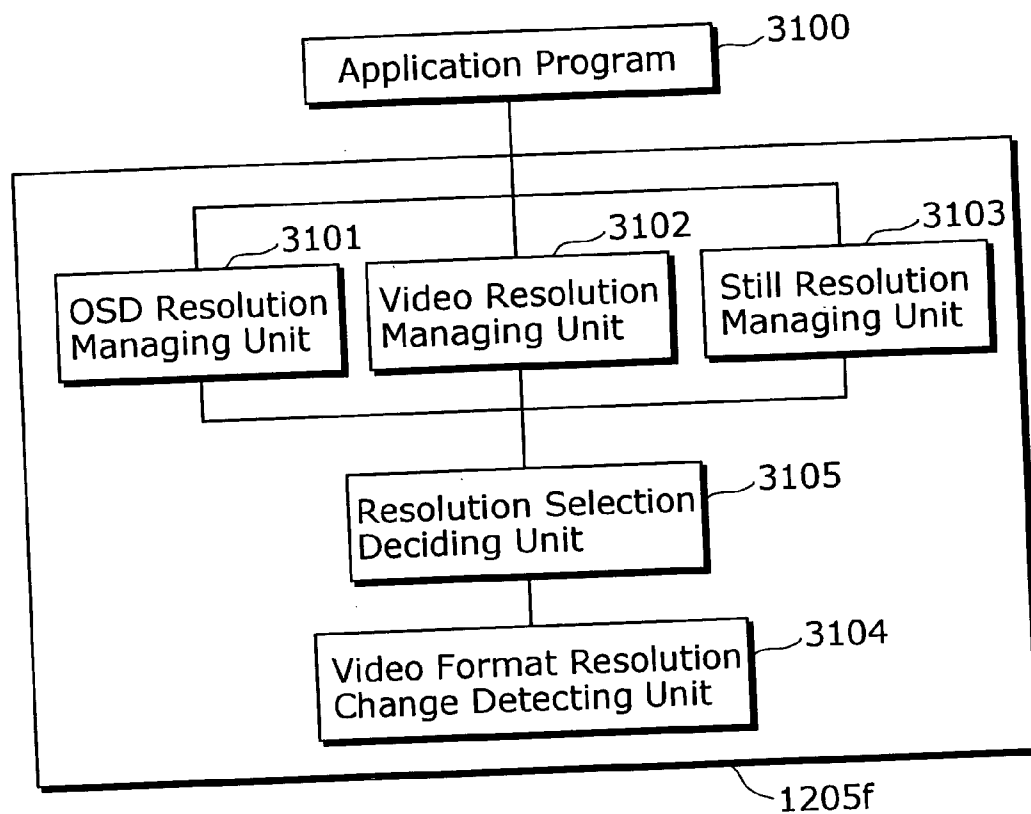 3100
Application Program
3101
3102
3103
OSD Resolution
Managing Unit
Video Resolution
Managing Unit
Still Resolution
Managing Unit
3105
Resolution Selection
Deciding Unit
3104
Video Format Resolution
Change Detecting Unit
1205f